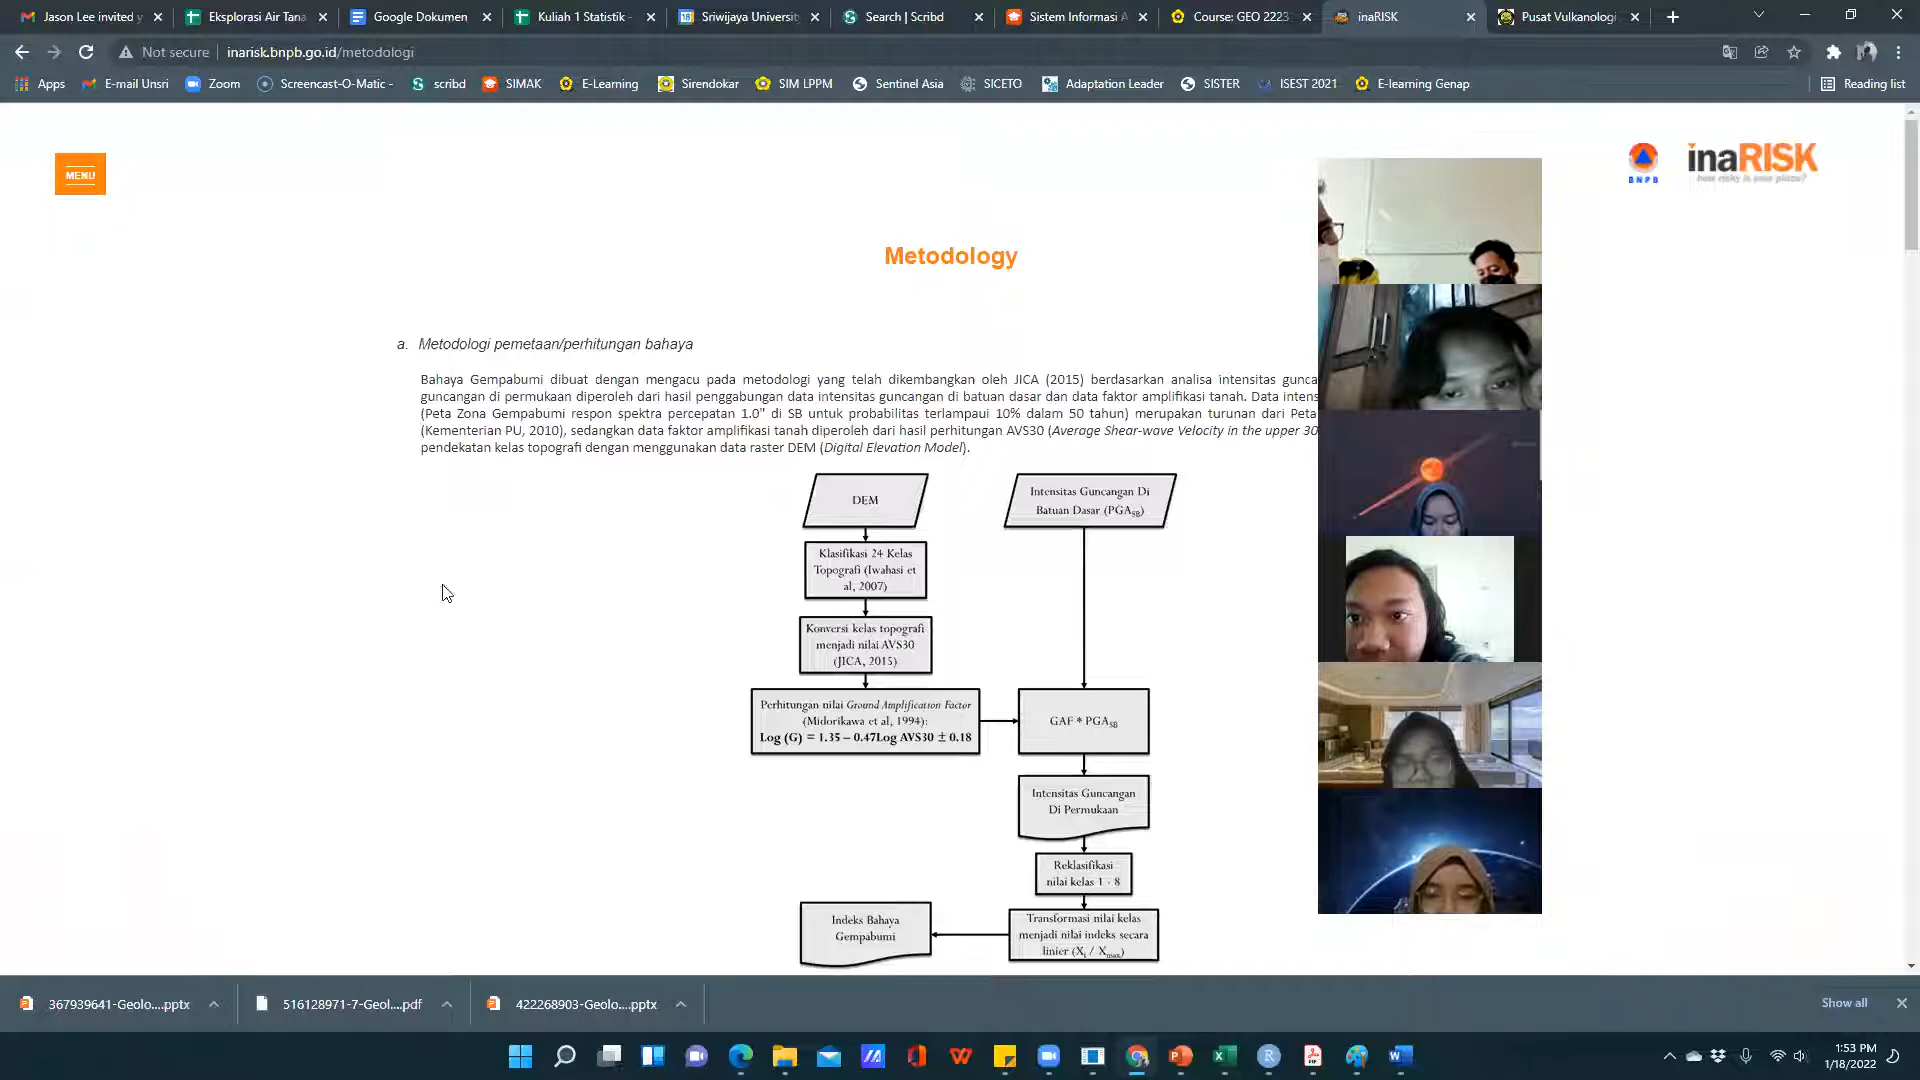 Jason Lee invited y
Eksplorasi Air Tana
Google Dokumen
Kuliah 1 Statistik -
Sriwijaya Universit
Search | Scribd
Sistem Informasi A
Course: GEO 2223
inaRISK
Pusat Vulkanologi
Not secure
inarisk.bnpb.go.id/metodologi
Apps
E-mail Unsri
Zoom
Screencast-O-Matic -
scribd
SIMAK
E-Learning
Sirendokar
SIM LPPM
Sentinel Asia
SICETO
Adaptation Leader
SISTER
ISEST 2021
E-learning Genap
Reading list
MENU
BNPB
inaRISK
how risky is your place?
Metodology
a. Metodologi pemetaan/perhitungan bahaya
Bahaya Gempabumi dibuat dengan mengacu pada metodologi yang telah dikembangkan oleh JICA (2015) berdasarkan analisa intensitas gunca
guncangan di permukaan diperoleh dari hasil penggabungan data intensitas guncangan di batuan dasar dan data faktor amplifikasi tanah. Data intens
(Peta Zona Gempabumi respon spektra percepatan 1.0" di SB untuk probabilitas terlampaui 10% dalam 50 tahun) merupakan turunan dari Peta
(Kementerian PU, 2010), sedangkan data faktor amplifikasi tanah diperoleh dari hasil perhitungan AVS30 (Average Shear-wave Velocity in the upper 30
pendekatan kelas topografi dengan menggunakan data raster DEM (Digital Elevation Model).
DEM
Intensitas Guncangan Di
Batuan Dasar (PGASB)
Klasifikasi 24 Kelas
Topografi (Iwahasi et
al, 2007)
Konversi kelas topografi
menjadi nilai AVS30
(JICA, 2015)
Perhitungan nilai Ground Amplification Factor
(Midorikawa et al, 1994):
Log (G) = 1.35 – 0.47Log AVS30 ± 0.18
GAF * PGASB
Intensitas Guncangan
Di Permukaan
Reklasifikasi
nilai kelas 1 - 8
Transformasi nilai kelas
menjadi nilai indeks secara
linier (Xi / Xmax)
Indeks Bahaya
Gempabumi
367939641-Geolo....pptx
516128971-7-Geol....pdf
422268903-Geolo....pptx
Show all
1:53 PM
1/18/2022